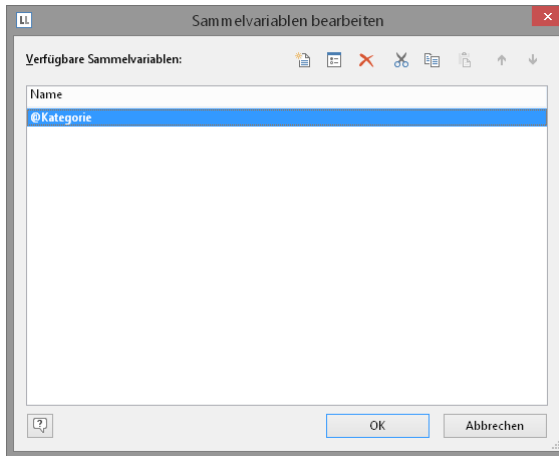 LL
Sammelvariablen bearbeiten
Verfügbare Sammelvariablen:
Name
@Kategorie
OK
Abbrechen